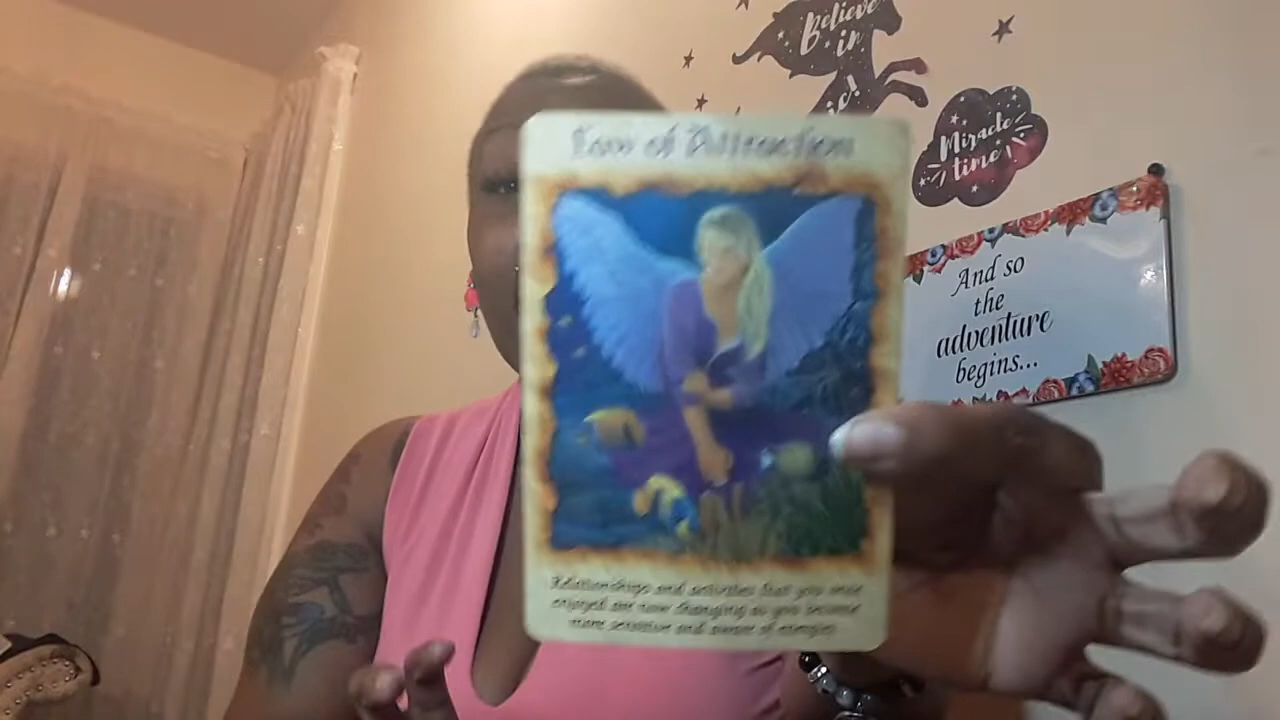 Believe
in
ic!
Miracle
time!
And so
the
adventure
begins...
Law of Attraction
Relationships and activities that you once
enjoyed are now changing as you become
more sensitive and aware of energies